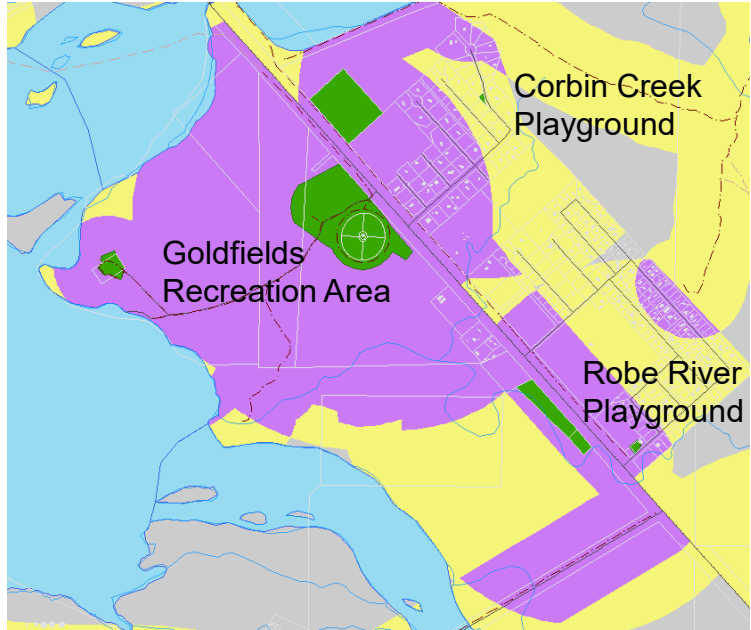 Corbin Creek
Playground
Goldfields
Recreation Area
Robe River
Playground